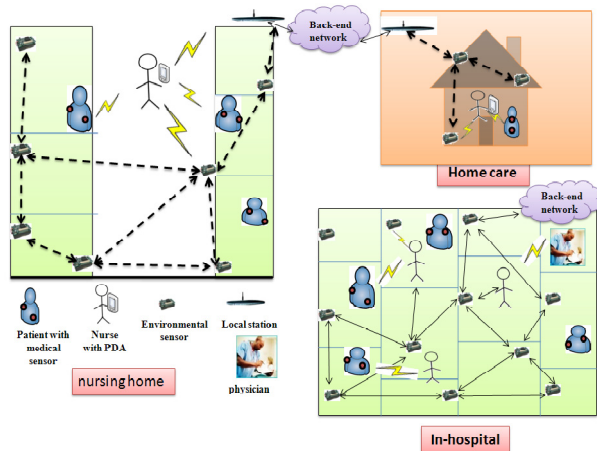 Back-end
network
Home care
Back-end
network
Patient with
medical
sensor
Nurse
with PDA
Environmental
sensor
Local station
physician
nursing home
In-hospital